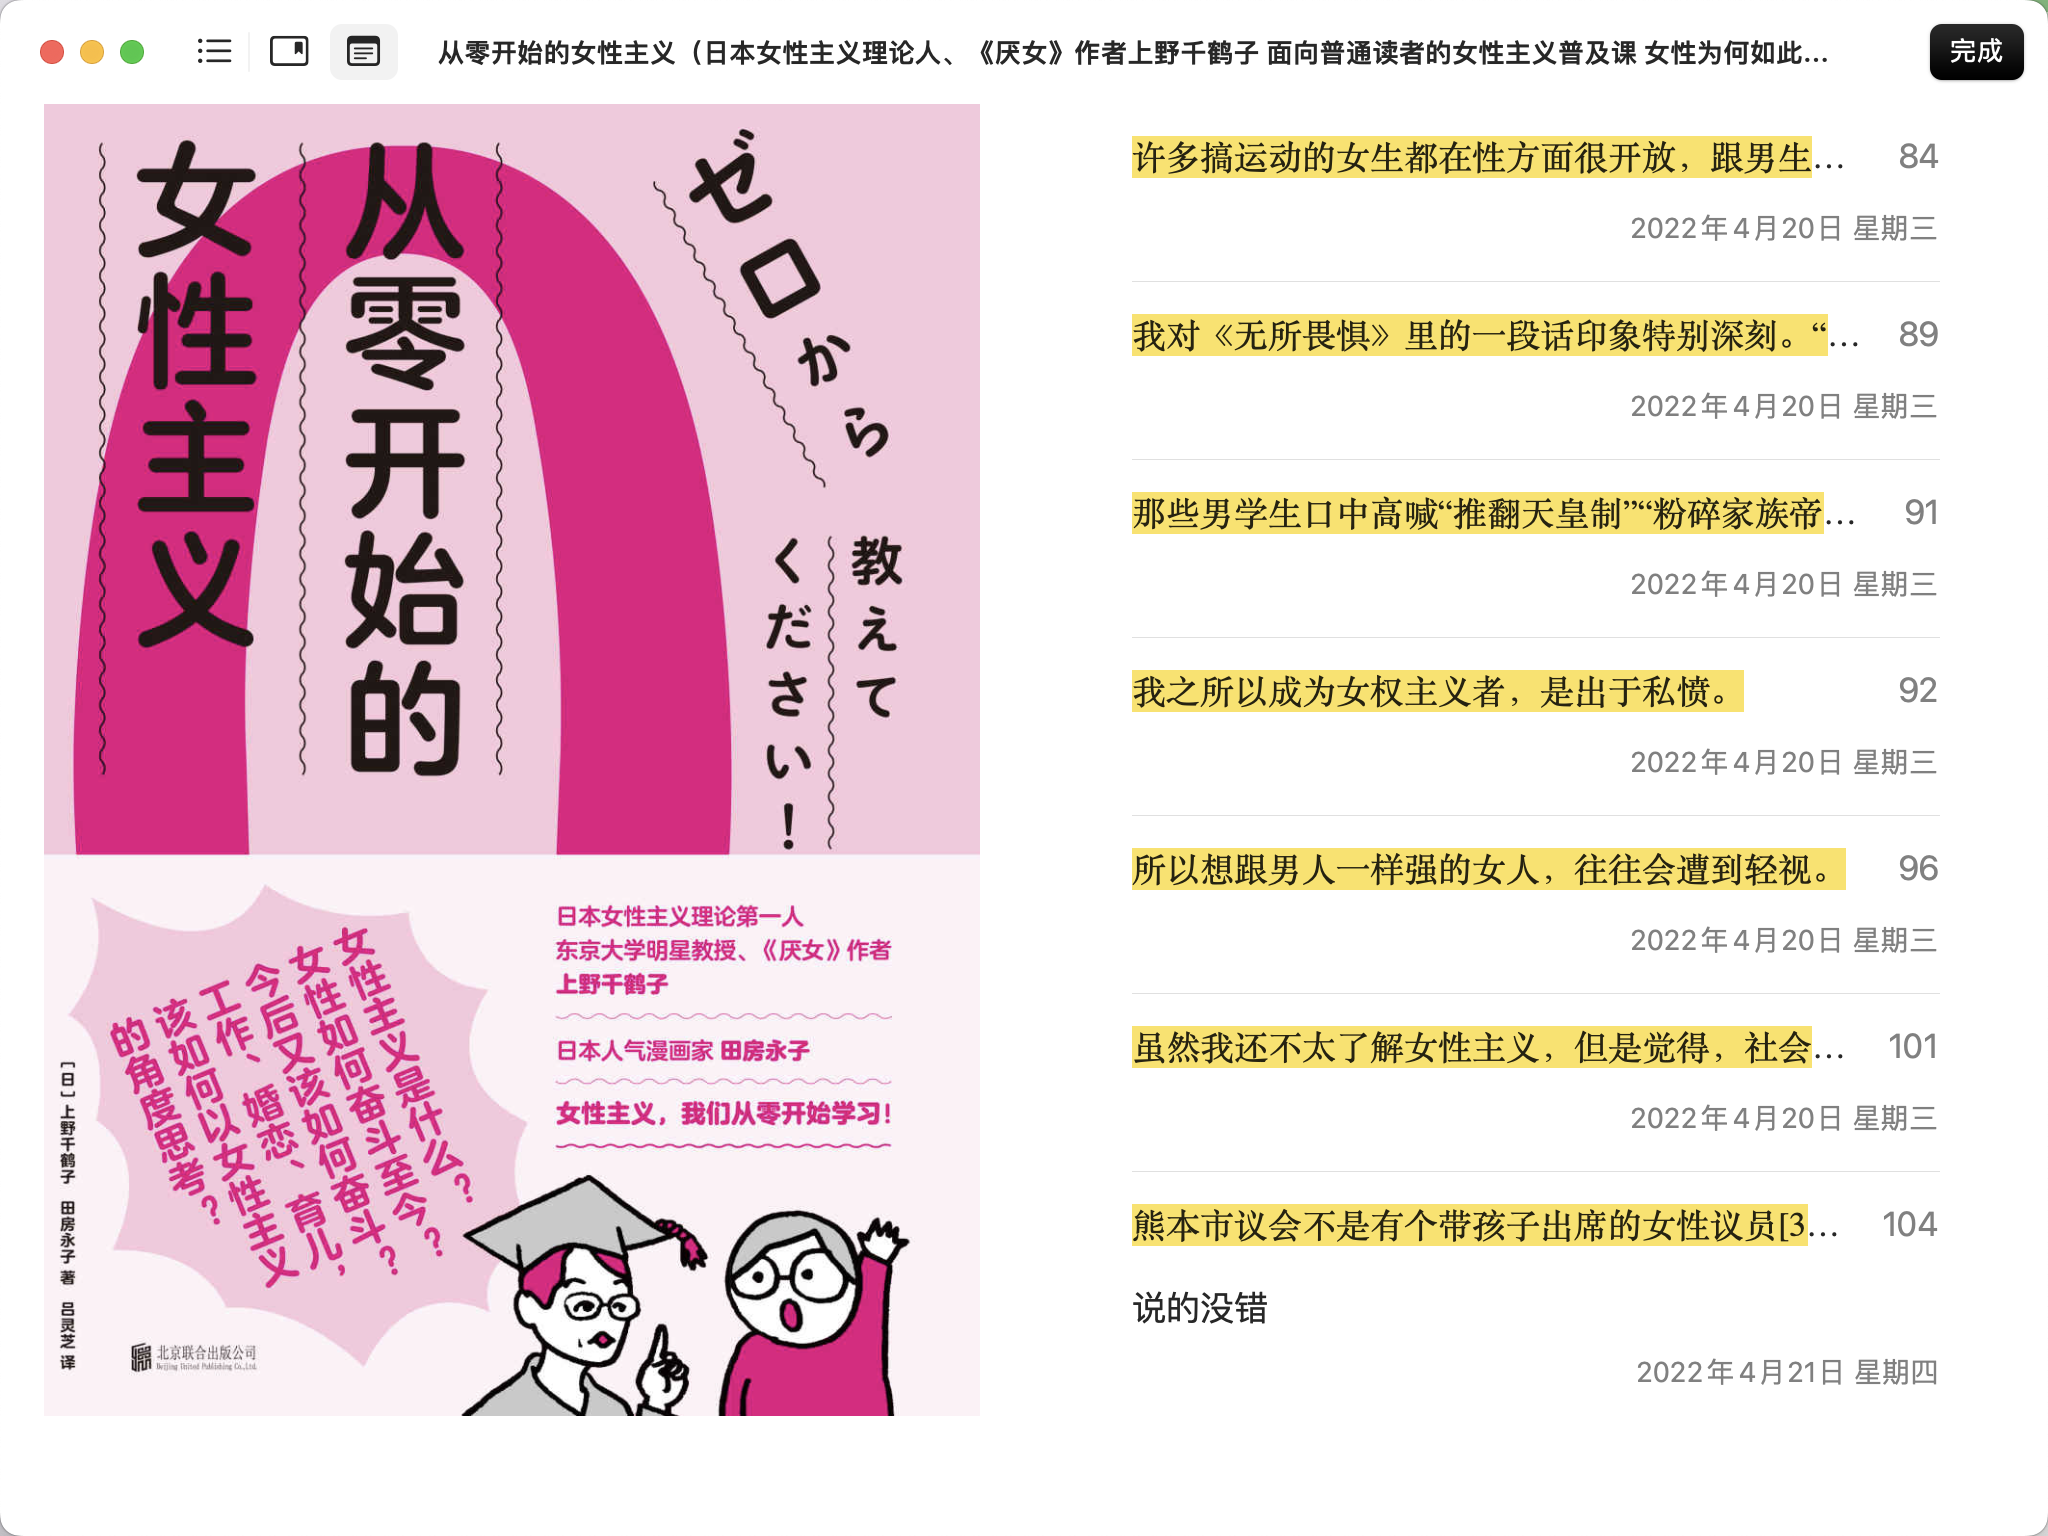 从零开始的女性主义（日本女性主义理论人、《厌女》作者上野千鹤子 面向普通读者的女性主义普及课 女性为何如此…
完成
从零开始的
女性主义
ゼロから
教えて
ください！
女性主义是什么？
女性如何奋斗至今？
今后又该如何奋斗？
工作、婚恋、育儿，
该如何以女性主义
的角度思考？
日本女性主义理论第一人
东京大学明星教授、《厌女》作者
上野千鹤子
日本人气漫画家 田房永子
女性主义，我们从零开始学习！
［日］上野千鹤子 田房永子 著 吕灵芝 译
北京联合出版公司
Beijing United Publishing Co.,Ltd.
许多搞运动的女生都在性方面很开放，跟男生… 84
2022年4月20日 星期三
我对《无所畏惧》里的一段话印象特别深刻。“… 89
2022年4月20日 星期三
那些男学生口中高喊“推翻天皇制”“粉碎家族帝… 91
2022年4月20日 星期三
我之所以成为女权主义者，是出于私愤。 92
2022年4月20日 星期三
所以想跟男人一样强的女人，往往会遭到轻视。 96
2022年4月20日 星期三
虽然我还不太了解女性主义，但是觉得，社会… 101
2022年4月20日 星期三
熊本市议会不是有个带孩子出席的女性议员[3… 104
说的没错
2022年4月21日 星期四